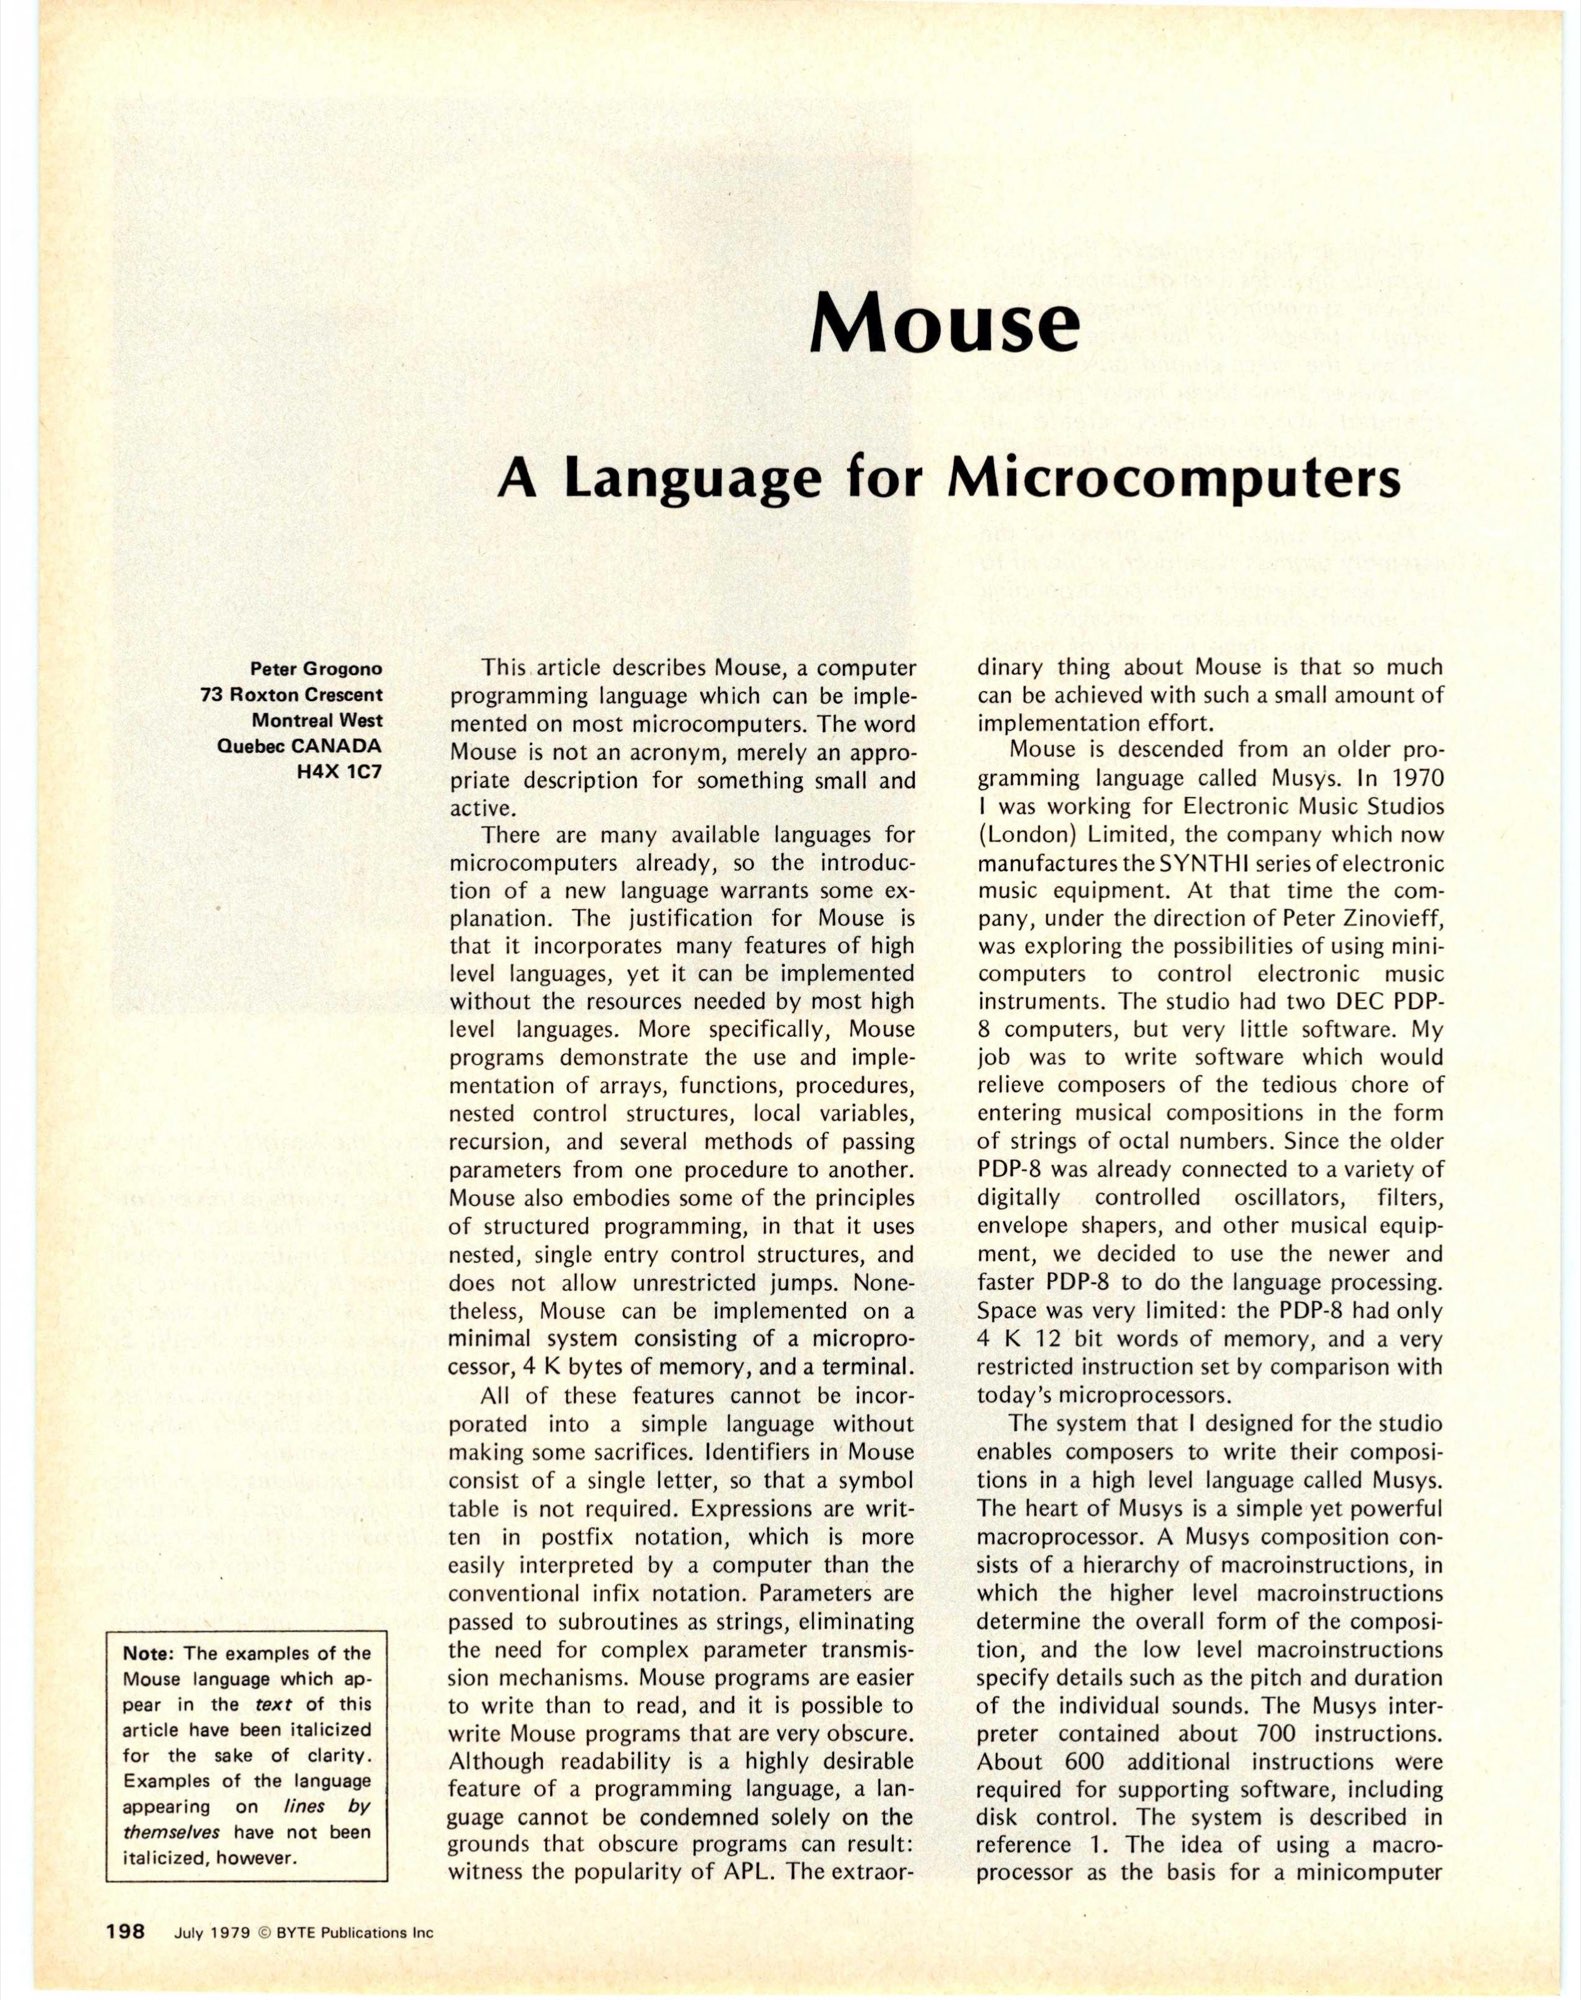 Mouse
A Language for Microcomputers
Peter Grogono
73 Roxton Crescent
Montreal West
Quebec CANADA
H4X 1C7
This article describes Mouse, a computer
programming language which can be imple-
mented on most microcomputers. The word
Mouse is not an acronym, merely an appro-
priate description for something small and
active.
There are many available languages for
microcomputers already, so the introduc-
tion of a new language warrants some ex-
planation. The justification for Mouse is
that it incorporates many features of high
level languages, yet it can be implemented
without the resources needed by most high
level languages. More specifically, Mouse
programs demonstrate the use and imple-
mentation of arrays, functions, procedures,
nested control structures, local variables,
recursion, and several methods of passing
parameters from one procedure to another.
Mouse also embodies some of the principles
of structured programming, in that it uses
nested, single entry control structures, and
does not allow unrestricted jumps. None-
theless, Mouse can be implemented on a
minimal system consisting of a micropro-
cessor, 4 K bytes of memory, and a terminal.
All of these features cannot be incor-
porated into a simple language without
making some sacrifices. Identifiers in Mouse
consist of a single letter, so that a symbol
table is not required. Expressions are writ-
ten in postfix notation, which is more
easily interpreted by a computer than the
conventional infix notation. Parameters are
passed to subroutines as strings, eliminating
the need for complex parameter transmis-
sion mechanisms. Mouse programs are easier
to write than to read, and it is possible to
write Mouse programs that are very obscure.
Although readability is a highly desirable
feature of a programming language, a lan-
guage cannot be condemned solely on the
grounds that obscure programs can result:
witness the popularity of APL. The extraor-
dinary thing about Mouse is that so much
can be achieved with such a small amount of
implementation effort.
Mouse is descended from an older pro-
gramming language called Musys. In 1970
I was working for Electronic Music Studios
(London) Limited, the company which now
manufactures the SYNTHI series of electronic
music equipment. At that time the com-
pany, under the direction of Peter Zinovieff,
was exploring the possibilities of using mini-
computers to control electronic music
instruments. The studio had two DEC PDP-
8 computers, but very little software. My
job was to write software which would
relieve composers of the tedious chore of
entering musical compositions in the form
of strings of octal numbers. Since the older
PDP-8 was already connected to a variety of
digitally controlled oscillators, filters,
envelope shapers, and other musical equip-
ment, we decided to use the newer and
faster PDP-8 to do the language processing.
Space was very limited: the PDP-8 had only
4 K 12 bit words of memory, and a very
restricted instruction set by comparison with
today's microprocessors.
The system that I designed for the studio
enables composers to write their composi-
tions in a high level language called Musys.
The heart of Musys is a simple yet powerful
macroprocessor. A Musys composition con-
sists of a hierarchy of macroinstructions, in
which the higher level macroinstructions
determine the overall form of the composi-
tion, and the low level macroinstructions
specify details such as the pitch and duration
of the individual sounds. The Musys inter-
preter contained about 700 instructions.
About 600 additional instructions were
required for supporting software, including
disk control. The system is described in
reference 1. The idea of using a macro-
processor as the basis for a minicomputer
Note: The examples of the
Mouse language which ap-
pear in the text of this
article have been italicized
for the sake of clarity.
Examples of the language
appearing on lines by
themselves have not been
italicized, however.
198 July 1979 © BYTE Publications Inc